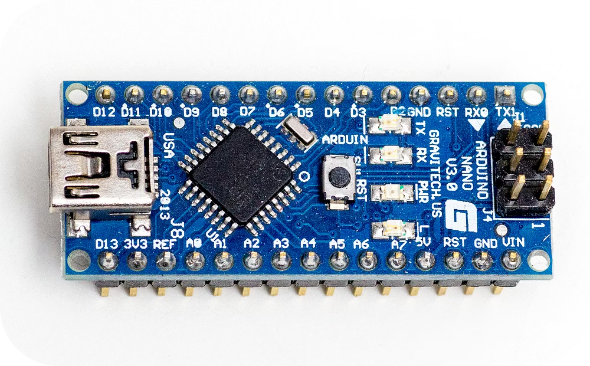 D12 D11 D10 D9 D8 D7 D6 D5 D4 D3 D2 GND RST RX0 TX1
USA
2013
J8
ARDUIN
RST
TX
RX
PWR
L
GRAVITECH.US
ARDUINO
NANO
V3.0
J4
1
D13 3V3 REF A0 A1 A2 A3 A4 A5 A6 A7 5V RST GND VIN